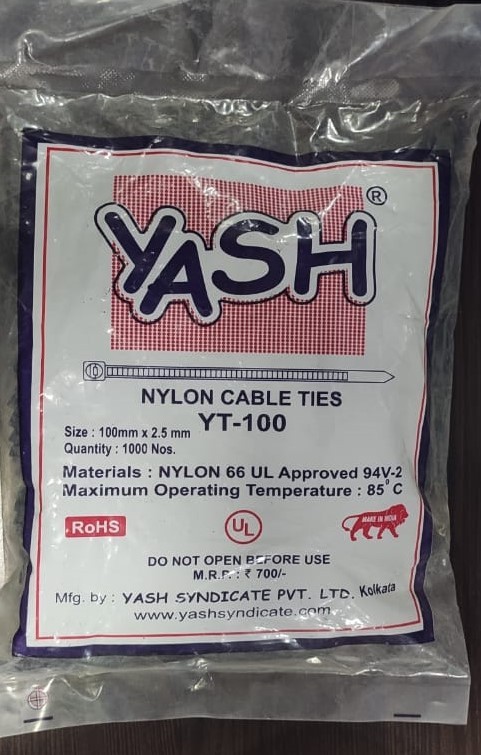 YASH ®
NYLON CABLE TIES
YT-100
Size : 100mm x 2.5 mm
Quantity : 1000 Nos.
Materials : NYLON 66 UL Approved 94V-2
Maximum Operating Temperature : 85°C
RoHS
UL
MAKE IN INDIA
DO NOT OPEN BEFORE USE
M.R.P. : ₹ 700/-
Mfg. by : YASH SYNDICATE PVT. LTD. Kolkata
www.yashsyndicate.com